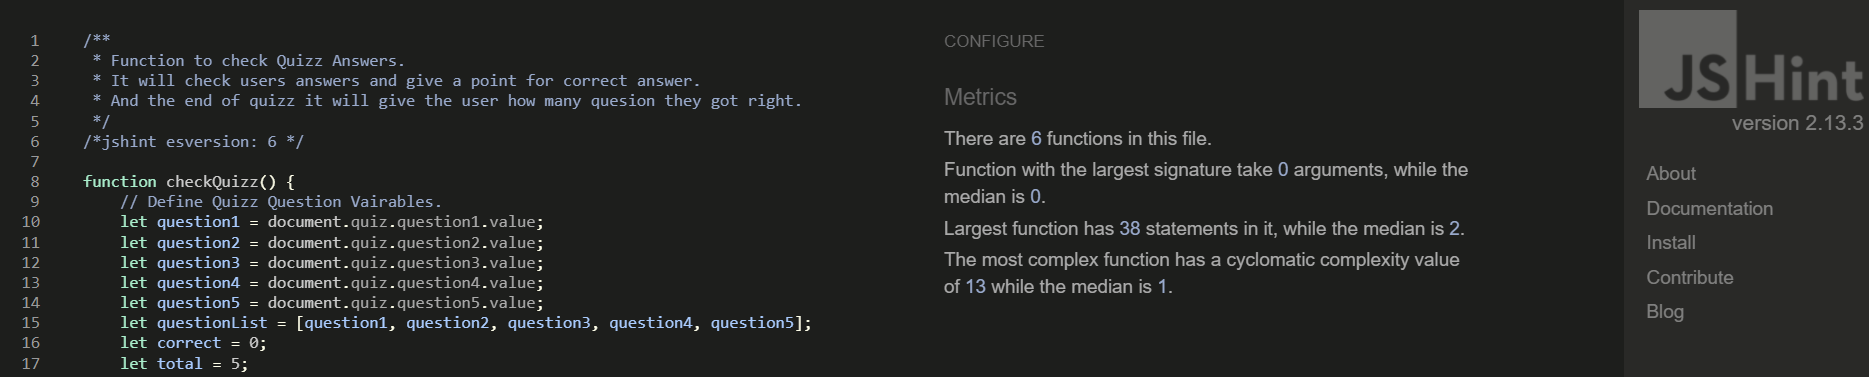 1 /**
2 * Function to check Quizz Answers.
3 * It will check users answers and give a point for correct answer.
4 * And the end of quizz it will give the user how many quesion they got right.
5 */
6 /*jshint esversion: 6 */
7
8 function checkQuizz() {
9 // Define Quizz Question Vairables.
10 let question1 = document.quiz.question1.value;
11 let question2 = document.quiz.question2.value;
12 let question3 = document.quiz.question3.value;
13 let question4 = document.quiz.question4.value;
14 let question5 = document.quiz.question5.value;
15 let questionList = [question1, question2, question3, question4, question5];
16 let correct = 0;
17 let total = 5;
CONFIGURE
Metrics
There are 6 functions in this file.
Function with the largest signature take 0 arguments, while the
median is 0.
Largest function has 38 statements in it, while the median is 2.
The most complex function has a cyclomatic complexity value
of 13 while the median is 1.
JSHint
version 2.13.3
About
Documentation
Install
Contribute
Blog